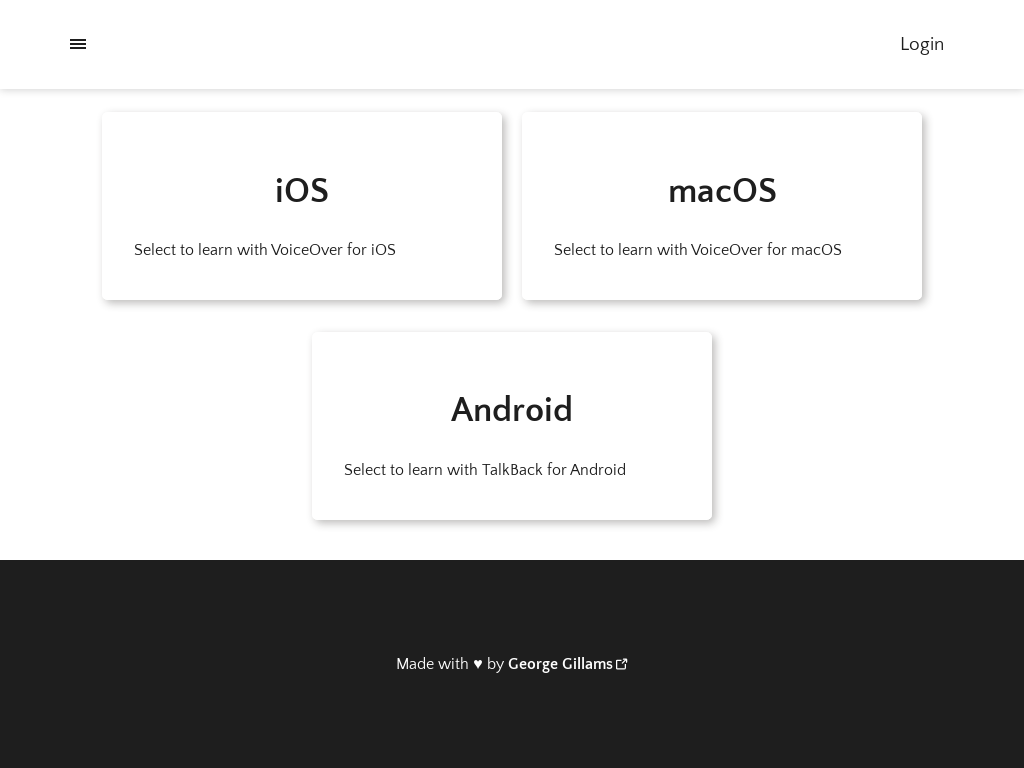 Login
iOS
Select to learn with VoiceOver for iOS
macOS
Select to learn with VoiceOver for macOS
Android
Select to learn with TalkBack for Android
Made with ♥ by George Gillams